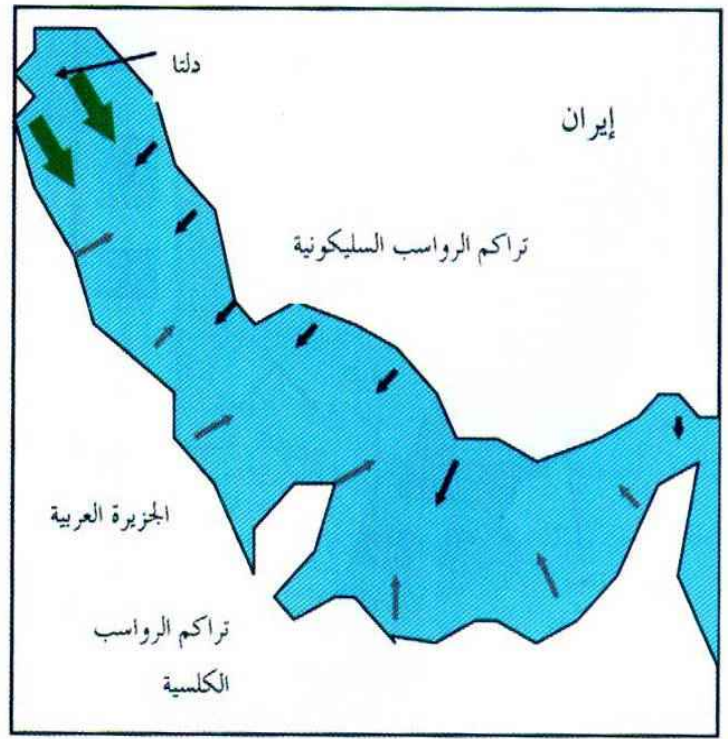 دلتا
إيران
تراكم الرواسب السليكونية
الجزيرة العربية
تراكم الرواسب
الكلسية